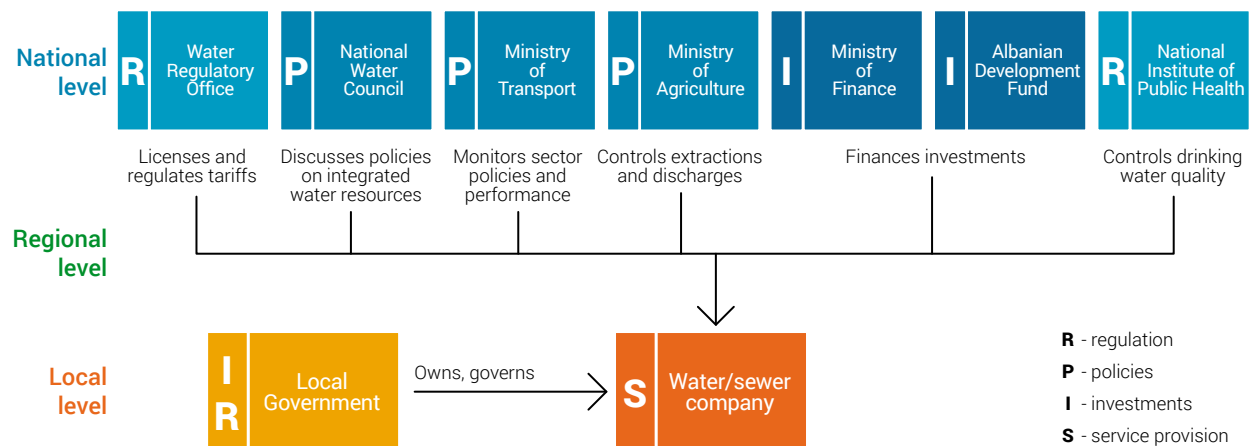 National
level
R
Water
Regulatory
Office
P
National
Water
Council
P
Ministry
of
Transport
P
Ministry
of
Agriculture
I
Ministry
of
Finance
I
Albanian
Development
Fund
R
National
Institute of
Public Health
Licenses and
regulates tariffs
Discusses policies
on integrated
water resources
Monitors sector
policies and
performance
Controls extractions
and discharges
Finances investments
Controls drinking
water quality
Regional
level
Local
level
I
R
Local
Government
Owns, governs
S
Water/sewer
company
R - regulation
P - policies
I - investments
S - service provision